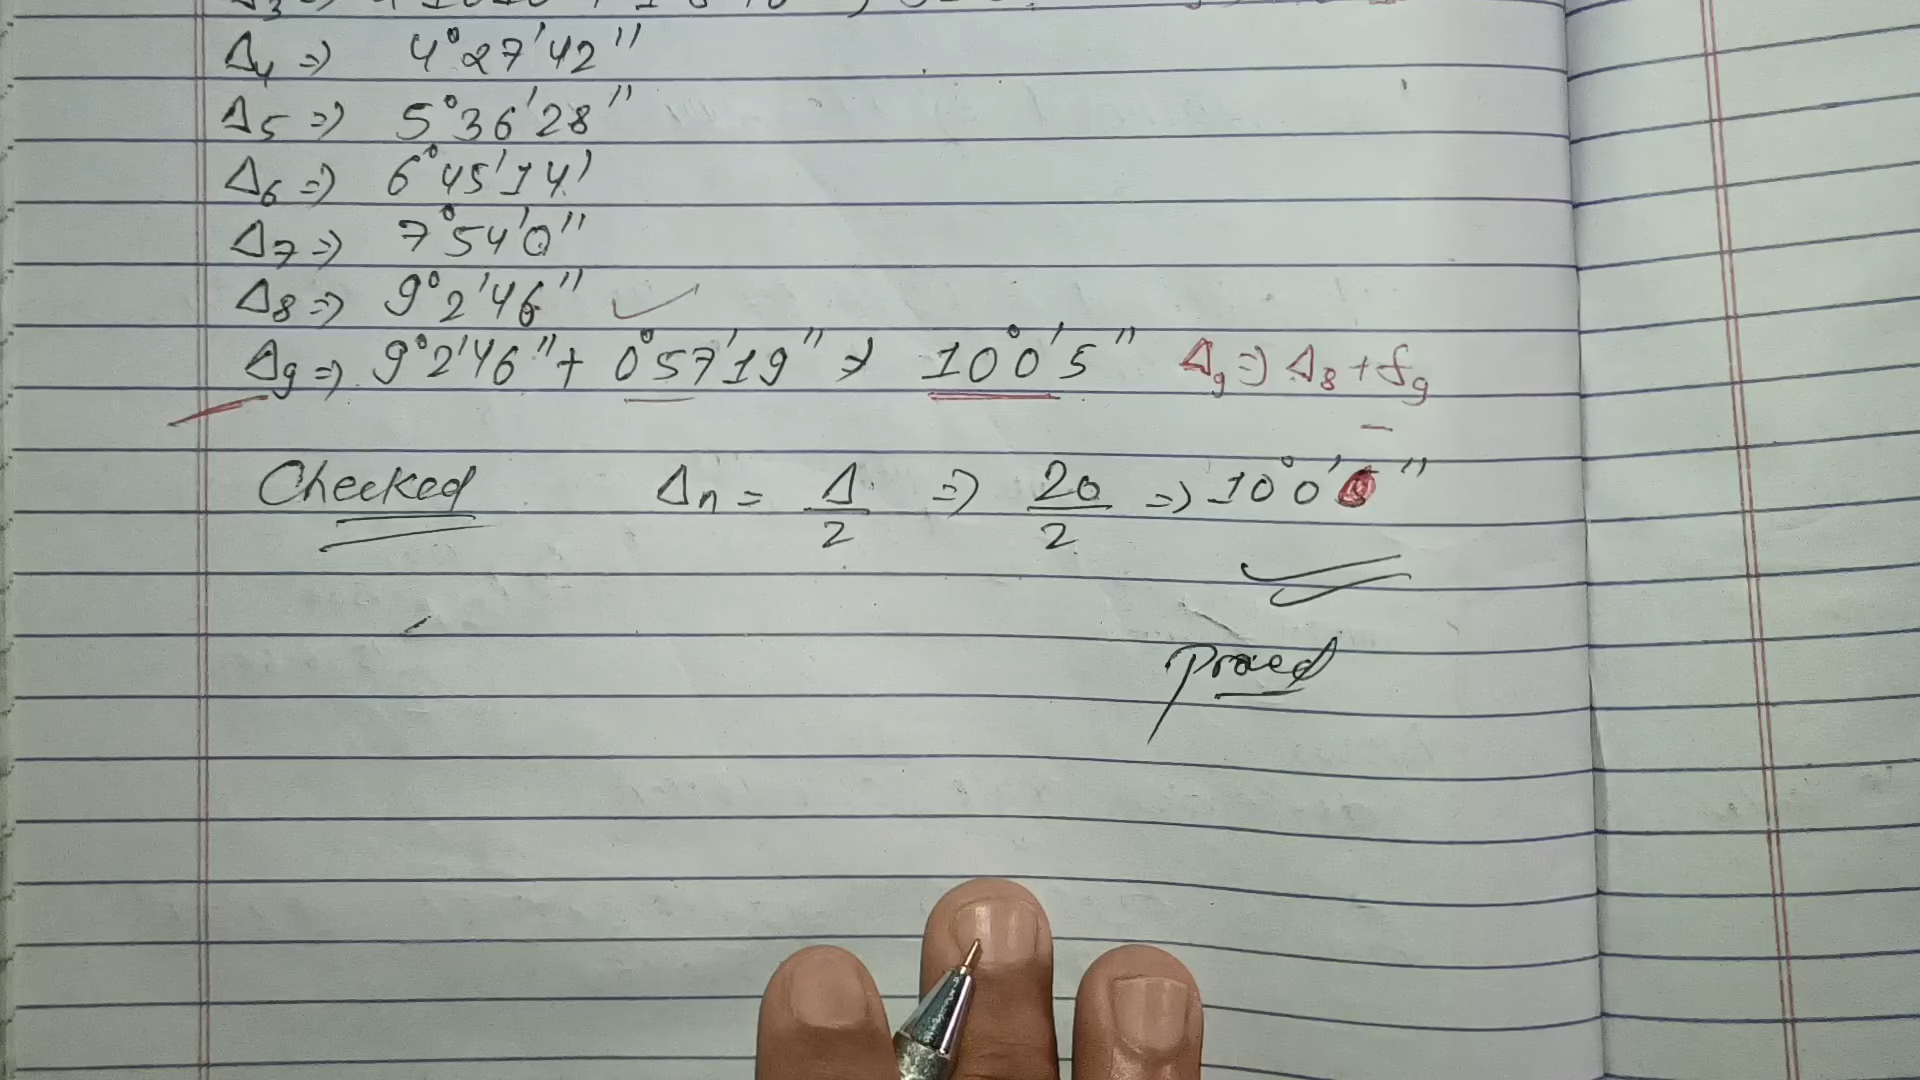 Δ4 => 4°27'42"
Δ5 => 5°36'28"
Δ6 => 6°45'14'
Δ7 => 7°54'0"
Δ8 => 9°2'46"
Δ9 => 9°2'46" + 0°57'19" => 10°0'5" Δ9 => Δ8 + δ9
Checked Δn = Δ/2 => 20/2 => 10°0'0"
Proved